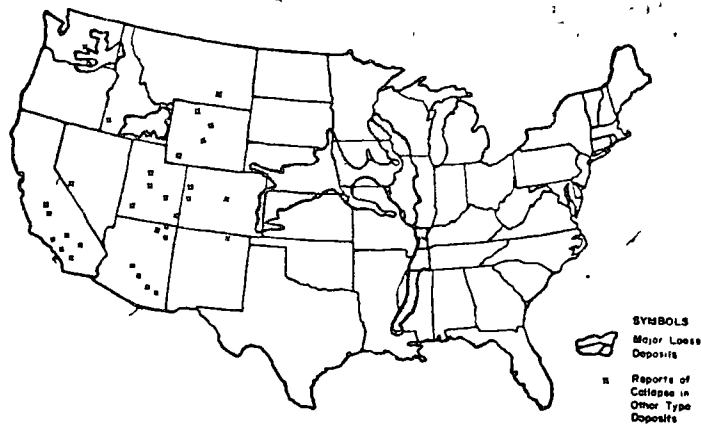 SYMBOLS
Major Loess
Deposits
Reports of
Collapse in
Other Type
Deposits